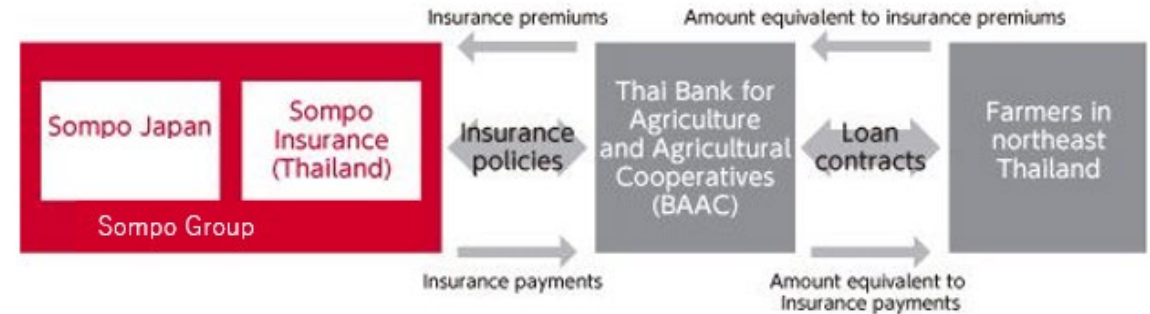 Insurance premiums
Amount equivalent to insurance premiums
Sompo Japan
Sompo
Insurance
(Thailand)
Sompo Group
Insurance
policies
Thai Bank for
Agriculture
and Agricultural
Cooperatives
(BAAC)
Loan
contracts
Farmers in
northeast
Thailand
Insurance payments
Amount equivalent to
Insurance payments